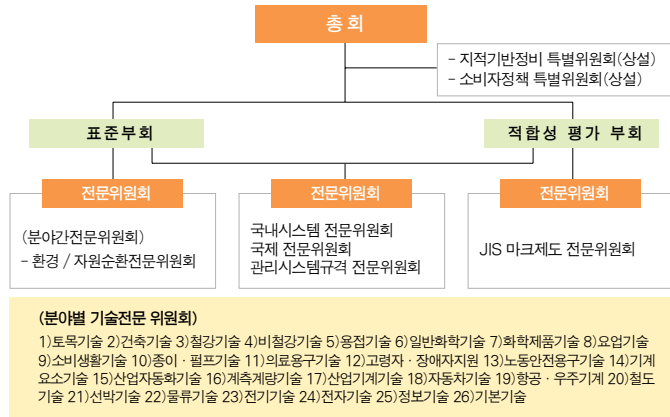 총회
- 지적기반정비 특별위원회(상설)
- 소비자정책 특별위원회(상설)
표준부회
적합성 평가 부회
전문위원회
(분야간전문위원회)
- 환경 / 자원순환전문위원회
전문위원회
국내시스템 전문위원회
국제 전문위원회
관리시스템규격 전문위원회
전문위원회
JIS 마크제도 전문위원회
(분야별 기술전문 위원회)
1)토목기술 2)건축기술 3)철강기술 4)비철강기술 5)용접기술 6)일반화학기술 7)화학제품기술 8)요업기술
9)소비생활기술 10)종이 · 펄프기술 11)의료용구기술 12)고령자 · 장애자지원 13)노동안전용구기술 14)기계
요소기술 15)산업자동화기술 16)계측계량기술 17)산업기계기술 18)자동차기술 19)항공 · 우주기계 20)철도
기술 21)선박기술 22)물류기술 23)전기기술 24)전자기술 25)정보기술 26)기본기술